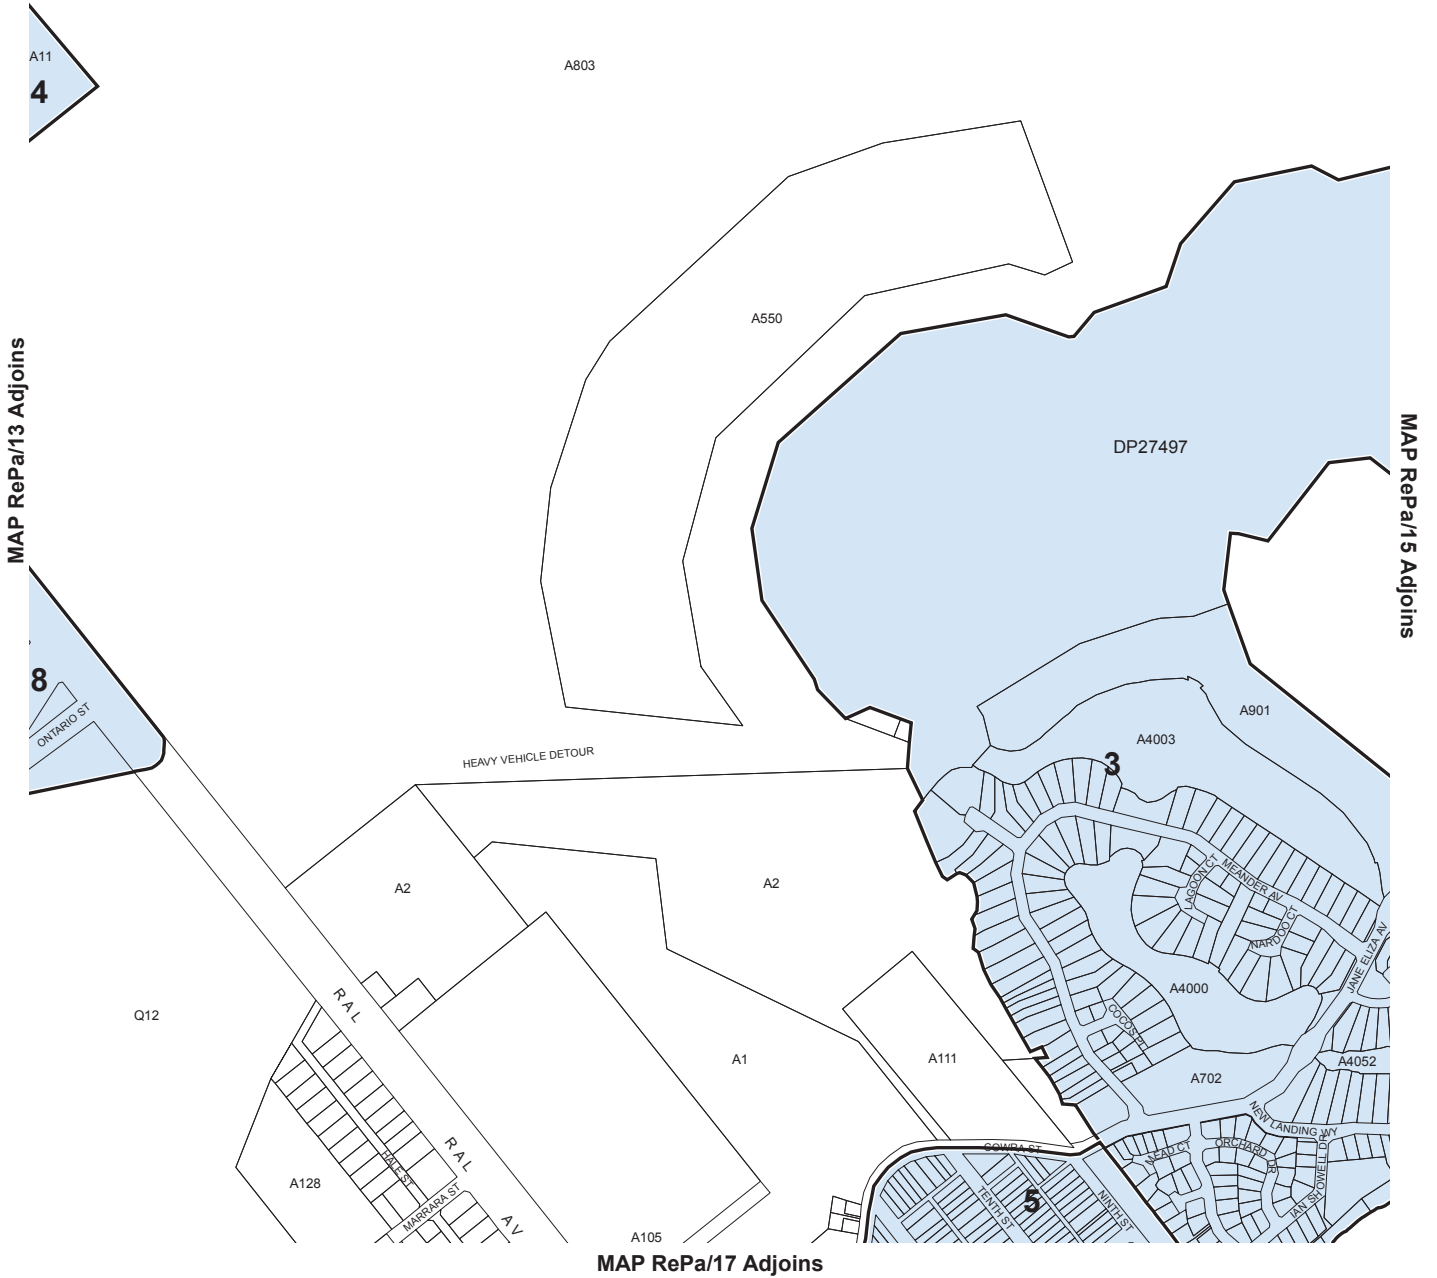 A11
4
A803
MAP RePa/13 Adjoins
A550
DP27497
MAP RePa/15 Adjoins
8
ONTARIO ST
HEAVY VEHICLE DETOUR
A901
A4003
3
A2
A2
LAGOON CT
MEANDER AV
NARDOO CT
JANE ELIZA AV
Q12
RAL
A4000
COCOS PL
A1
A111
A702
A4052
NEW LANDING WY
RAL
AV
HALE ST
MARRARA ST
A128
A105
COWRA ST
TENTH ST
5
NINTH ST
MEAD CT
ORCHARD DR
IAN SHOWELL DR
MAP RePa/17 Adjoins